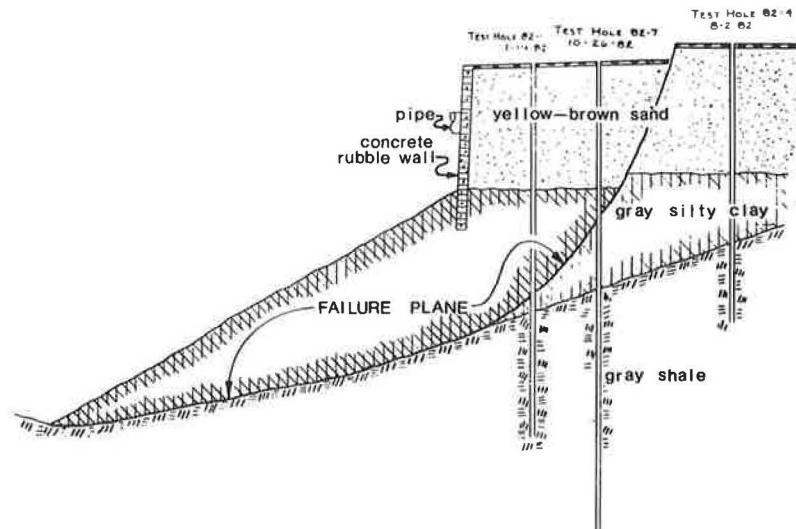 TEST HOLE 82-4
8-2 82
TEST HOLE 82-7
10-26-82
TEST HOLE 82-
pipe
yellow-brown sand
concrete
rubble wall
gray silty clay
FAILURE PLANE
gray shale